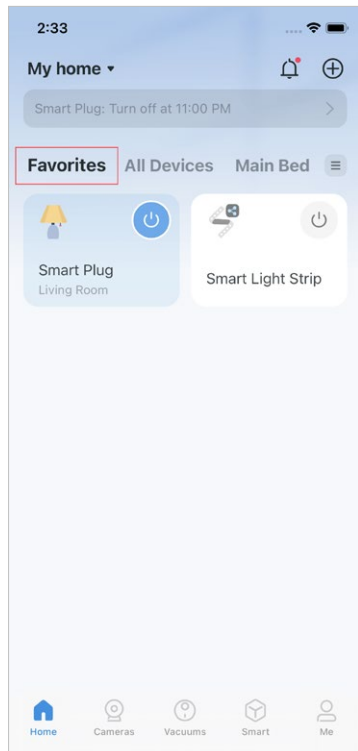 2:33
My home
Smart Plug: Turn off at 11:00 PM
Favorites All Devices Main Bed
Smart Plug
Living Room
Smart Light Strip
Home Cameras Vacuums Smart Me